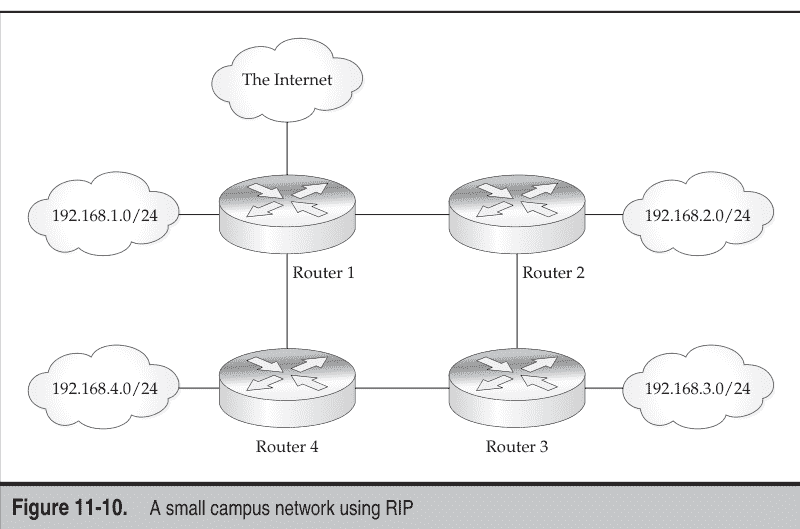 The Internet
192.168.1.0/24
192.168.2.0/24
Router 1
Router 2
192.168.4.0/24
192.168.3.0/24
Router 4
Router 3
Figure 11-10. A small campus network using RIP